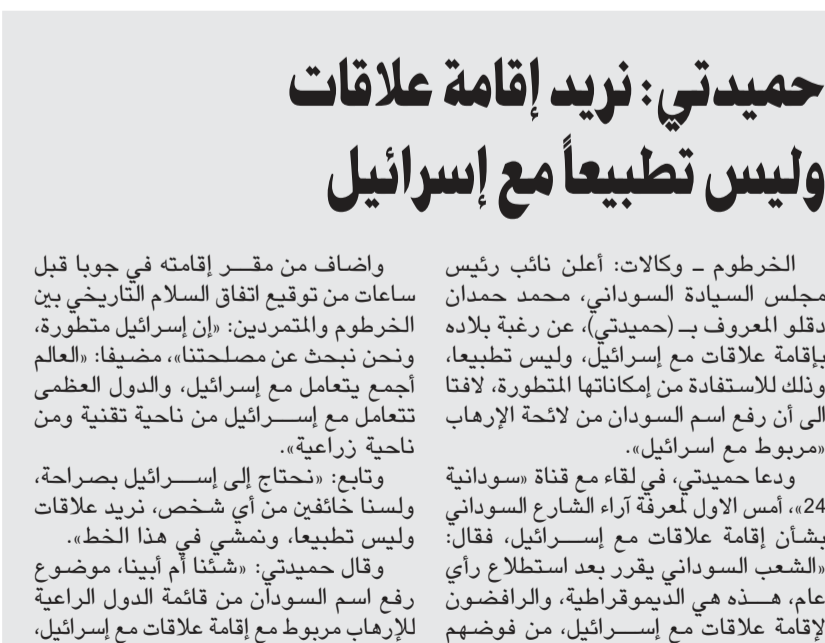 حميدتي: نريد إقامة علاقات
وليس تطبيعاً مع إسرائيل
الخرطوم ــ وكالات: أعلن نائب رئيس
مجلس السيادة السوداني، محمد حمدان
دقلو المعروف بــ (حميدتي)، عن رغبة بلاده
بإقامة علاقات مع إسرائيل، وليس تطبيعا،
وذلك للاستفادة من إمكاناتها المتطورة، لافتا
الى أن رفع اسم السودان من لائحة الإرهاب
«مربوط مع اسرائيل».
ودعا حميدتي، في لقاء مع قناة «سودانية
24»، أمس الاول لمعرفة آراء الشارع السوداني
بشأن إقامة علاقات مع إســـرائيل، فقال:
«الشعب السوداني يقرر بعد استطلاع رأي
عام، هـــذه هي الديموقراطية، والرافضون
لإقامة علاقات مع إســـرائيل، من فوضهم
واضاف من مقـــر إقامته في جوبا قبل
ساعات من توقيع اتفاق السلام التاريخي بين
الخرطوم والمتمردين: «إن إسرائيل متطورة،
ونحن نبحث عن مصلحتنا»، مضيفا: «العالم
أجمع يتعامل مع إسرائيل، والدول العظمى
تتعامل مع إســـرائيل من ناحية تقنية ومن
ناحية زراعية».
وتابع: «نحتاج إلى إســـرائيل بصراحة،
ولسنا خائفين من أي شخص، نريد علاقات
وليس تطبيعا، ونمشي في هذا الخط».
وقال حميدتي: «شئنا أم أبينا، موضوع
رفع اسم السودان من قائمة الدول الراعية
للإرهاب مربوط مع إقامة علاقات مع إسرائيل،